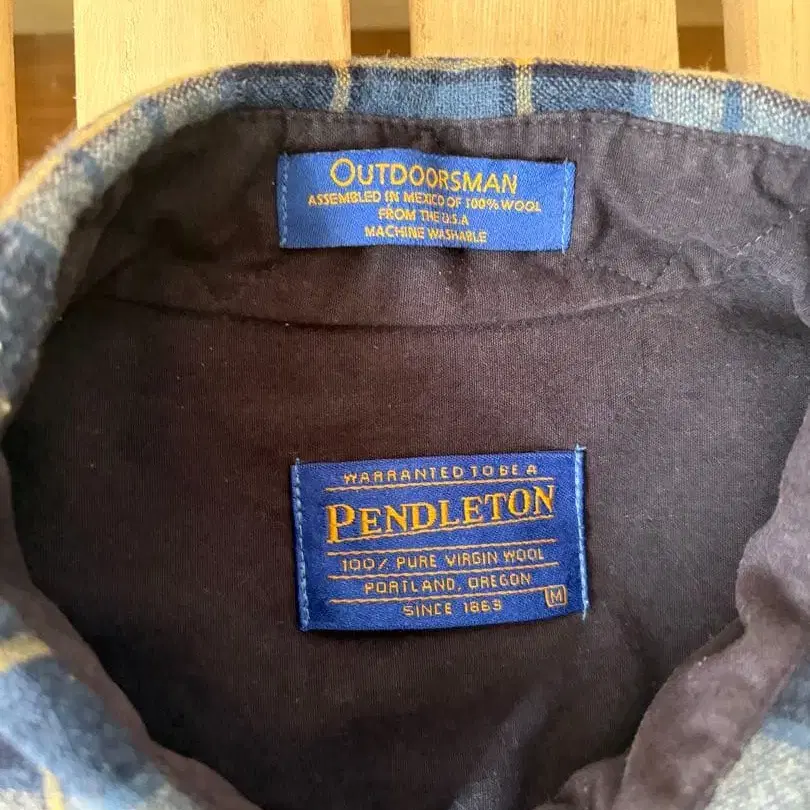 OUTDOORSMAN
ASSEMBLED IN MEXICO OF 100% WOOL
FROM THE U.S.A
MACHINE WASHABLE
WARRANTED TO BE A
PENDLETON
100% PURE VIRGIN WOOL
PORTLAND, OREGON
SINCE 1863
M